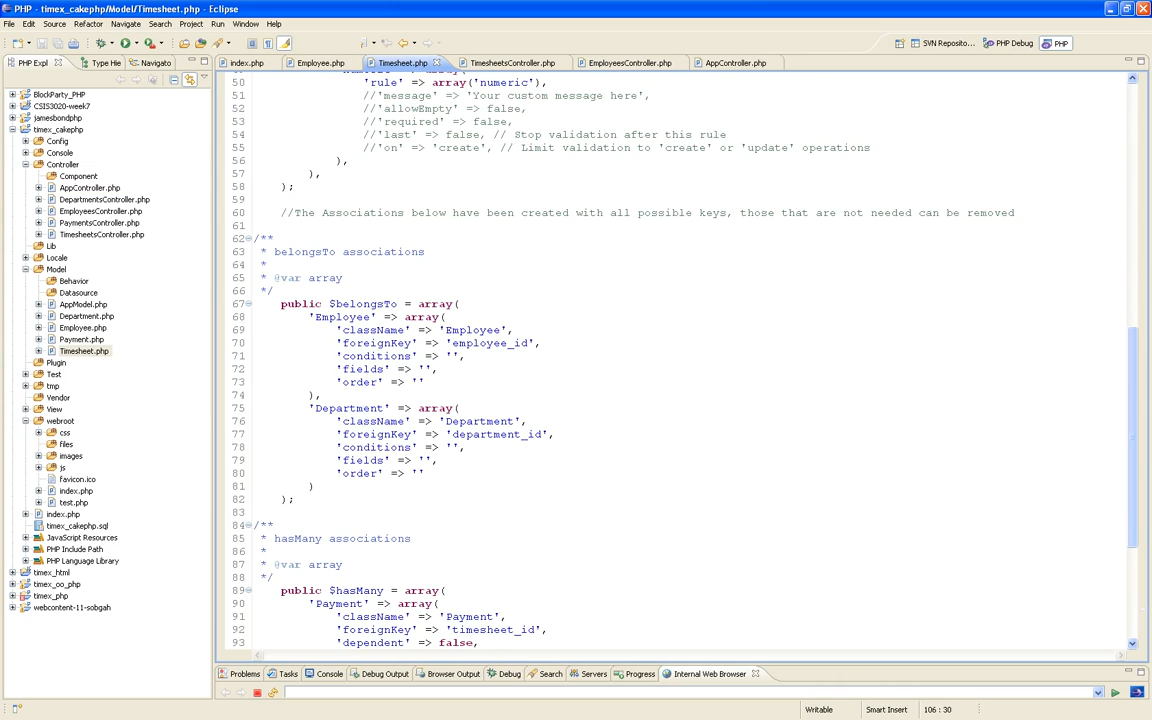 PHP - timex_cakephp/Model/Timesheet.php - Eclipse
File Edit Source Refactor Navigate Search Project Run Window Help
SVN Reposito... PHP Debug PHP
PHP Expl Type Hie Navigato
index.php Employee.php Timesheet.php TimesheetsController.php EmployeesController.php AppController.php
BlockParty_PHP
CSIS3020-week7
jamesbondphp
timex_cakephp
Config
Console
Controller
Component
AppController.php
DepartmentsController.php
EmployeesController.php
PaymentsController.php
TimesheetsController.php
Lib
Locale
Model
Behavior
Datasource
AppModel.php
Department.php
Employee.php
Payment.php
Timesheet.php
Plugin
Test
tmp
Vendor
View
webroot
css
files
images
js
favicon.ico
index.php
test.php
index.php
timex_cakephp.sql
JavaScript Resources
PHP Include Path
PHP Language Library
timex_html
timex_oo_php
timex_php
webcontent-11-sobgah
50 'rule' => array('numeric'),
51 //'message' => 'Your custom message here',
52 //'allowEmpty' => false,
53 //'required' => false,
54 //'last' => false, // Stop validation after this rule
55 //'on' => 'create', // Limit validation to 'create' or 'update' operations
56 ),
57 ),
58 );
59
60 //The Associations below have been created with all possible keys, those that are not needed can be removed
61
62 /**
63 * belongsTo associations
64 *
65 * @var array
66 */
67 public $belongsTo = array(
68 'Employee' => array(
69 'className' => 'Employee',
70 'foreignKey' => 'employee_id',
71 'conditions' => '',
72 'fields' => '',
73 'order' => ''
74 ),
75 'Department' => array(
76 'className' => 'Department',
77 'foreignKey' => 'department_id',
78 'conditions' => '',
79 'fields' => '',
80 'order' => ''
81 )
82 );
83
84 /**
85 * hasMany associations
86 *
87 * @var array
88 */
89 public $hasMany = array(
90 'Payment' => array(
91 'className' => 'Payment',
92 'foreignKey' => 'timesheet_id',
93 'dependent' => false,
Problems Tasks Console Debug Output Browser Output Debug Search Servers Progress Internal Web Browser
Writable Smart Insert 106 : 30